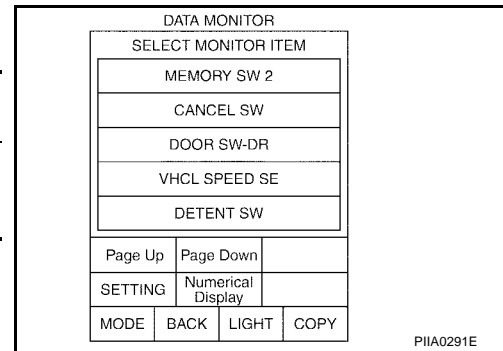 DATA MONITOR
SELECT MONITOR ITEM
MEMORY SW 2
CANCEL SW
DOOR SW-DR
VHCL SPEED SE
DETENT SW
Page Up Page Down
SETTING Numerical
Display
MODE BACK LIGHT COPY
PIIA0291E